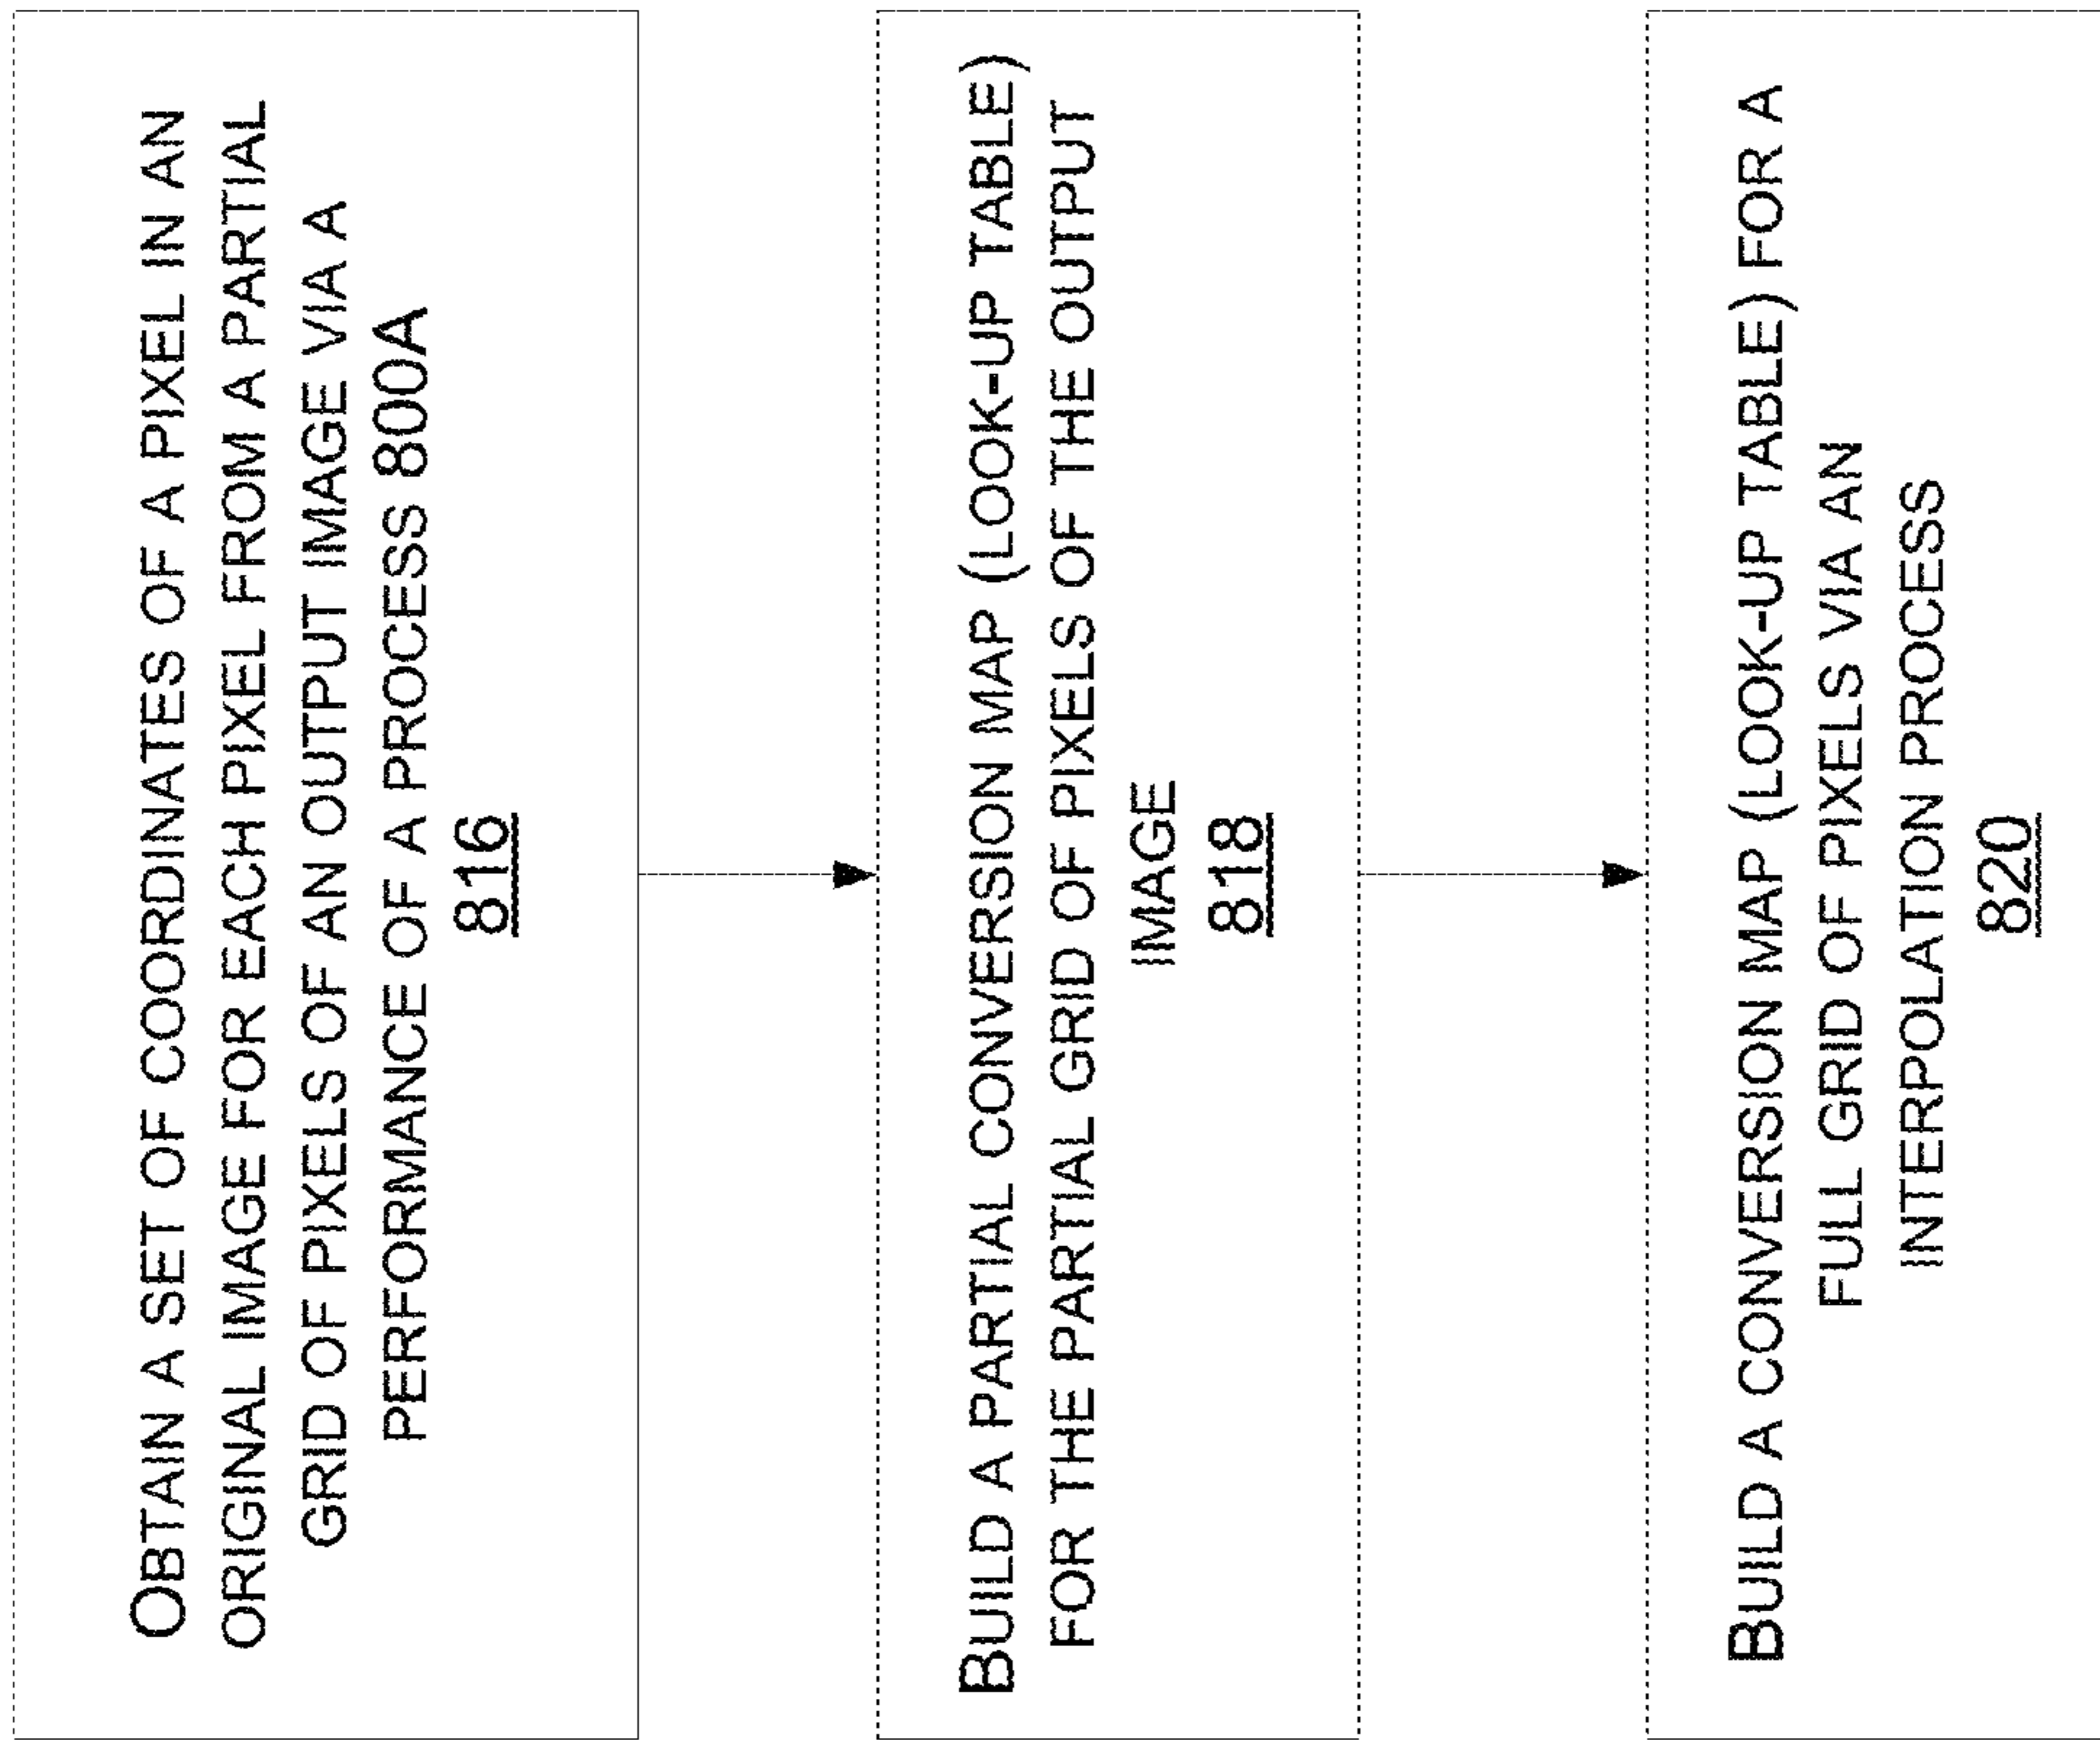 OBTAIN A SET OF COORDINATES OF A PIXEL IN AN
ORIGINAL IMAGE FOR EACH PIXEL FROM A PARTIAL
GRID OF PIXELS OF AN OUTPUT IMAGE VIA A
PERFORMANCE OF A PROCESS 800A
816
BUILD A PARTIAL CONVERSION MAP (LOOK-UP TABLE)
FOR THE PARTIAL GRID OF PIXELS OF THE OUTPUT
IMAGE
818
BUILD A CONVERSION MAP (LOOK-UP TABLE) FOR A
FULL GRID OF PIXELS VIA AN
INTERPOLATION PROCESS
820